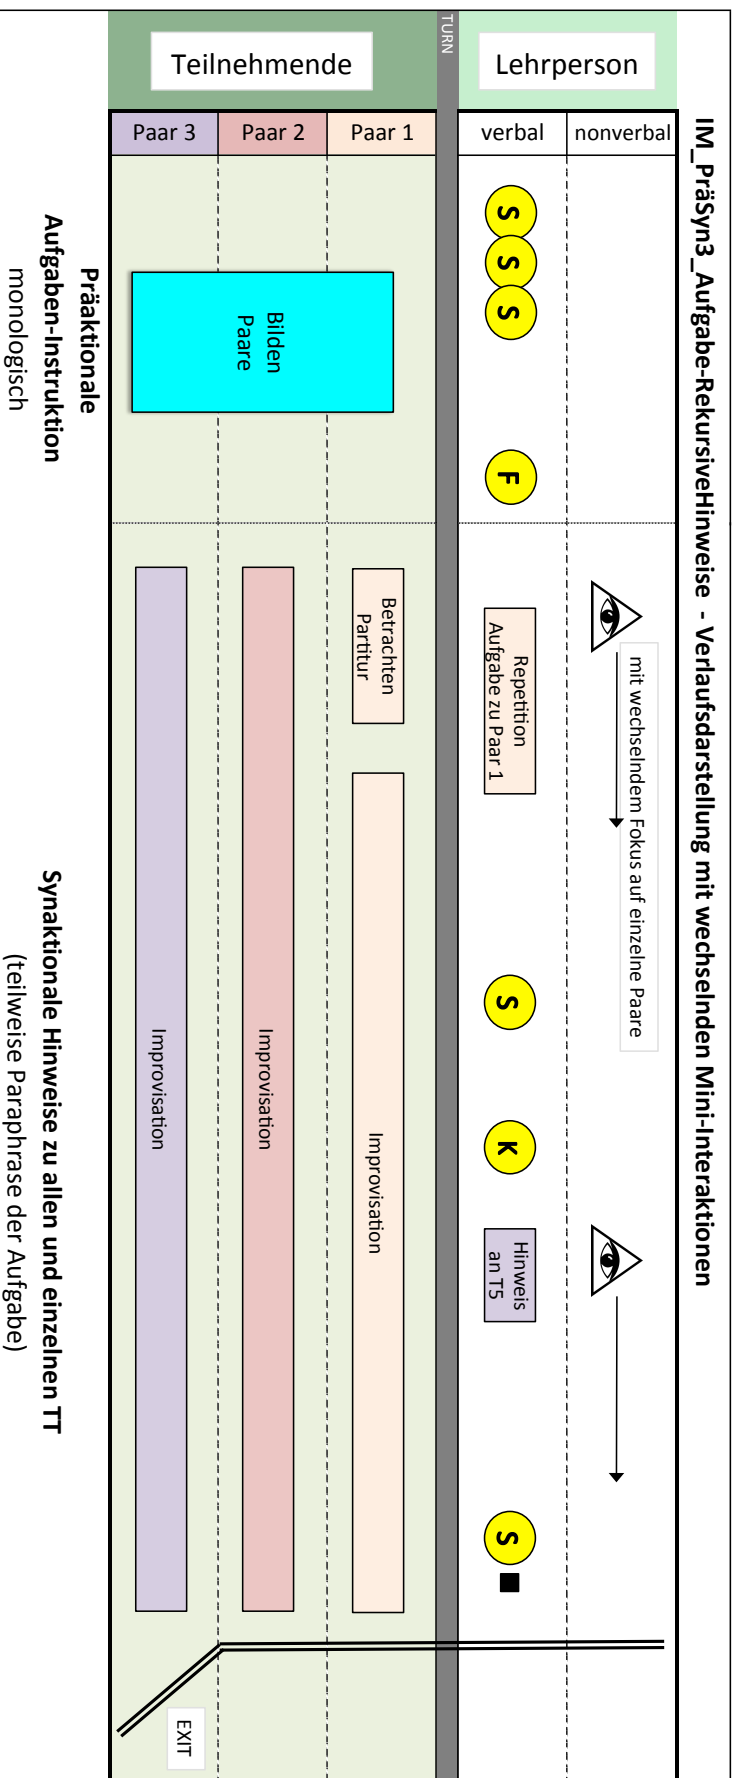 IM_PräSyn3_Aufgabe-RekursiveHinweise - Verlaufsdarstellung mit wechselnden Mini-Interaktionen
Teilnehmende
TURN
Lehrperson
Paar 3
Paar 2
Paar 1
verbal
nonverbal
S
S
S
Bilden
Paare
F
mit wechselndem Fokus auf einzelne Paare
Repetition
Aufgabe zu Paar 1
Betrachten
Partitur
S
K
Hinweis
an T5
S
Improvisation
Improvisation
Improvisation
EXIT
Präaktionale
Aufgaben-Instruktion
monologisch
Synaktionale Hinweise zu allen und einzelnen TT
(teilweise Paraphrase der Aufgabe)